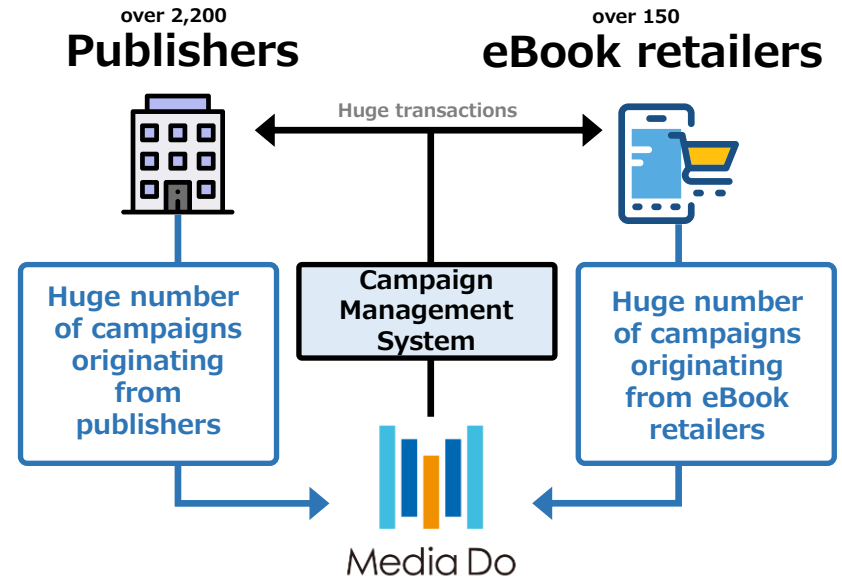 over 2,200
Publishers
over 150
eBook retailers
Huge transactions
Huge number
of campaigns
originating
from
publishers
Campaign
Management
System
Huge number
of campaigns
originating
from eBook
retailers
Media Do